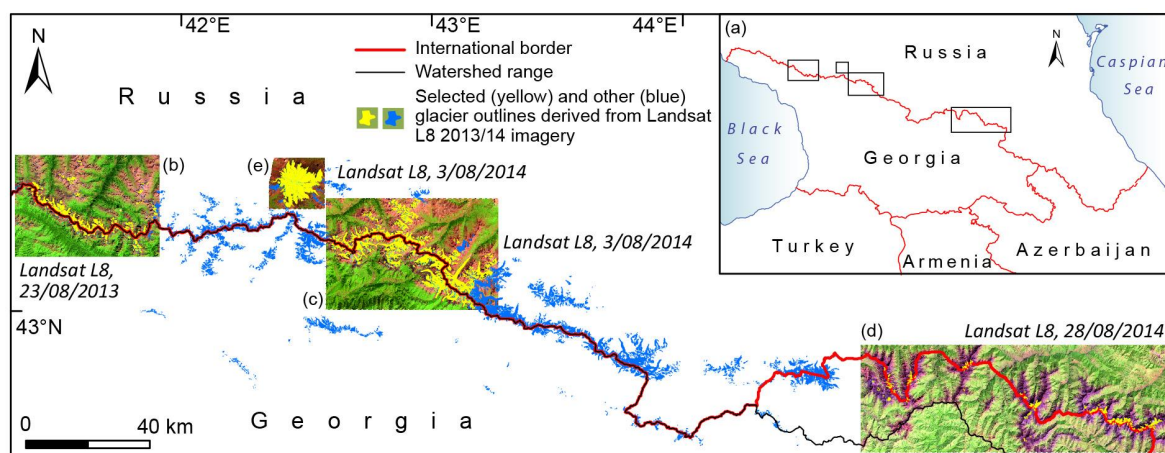 42°E
43°E
44°E
N
International border
Watershed range
Selected (yellow) and other (blue)
glacier outlines derived from Landsat
L8 2013/14 imagery
Russia
(b)
(e)
Landsat L8, 3/08/2014
Landsat L8, 3/08/2014
Landsat L8,
23/08/2013
(c)
43°N
(d)
Landsat L8, 28/08/2014
0
40 km
Georgia
(a)
N
Russia
Caspian
Sea
Black
Sea
Georgia
Turkey
Armenia
Azerbaijan